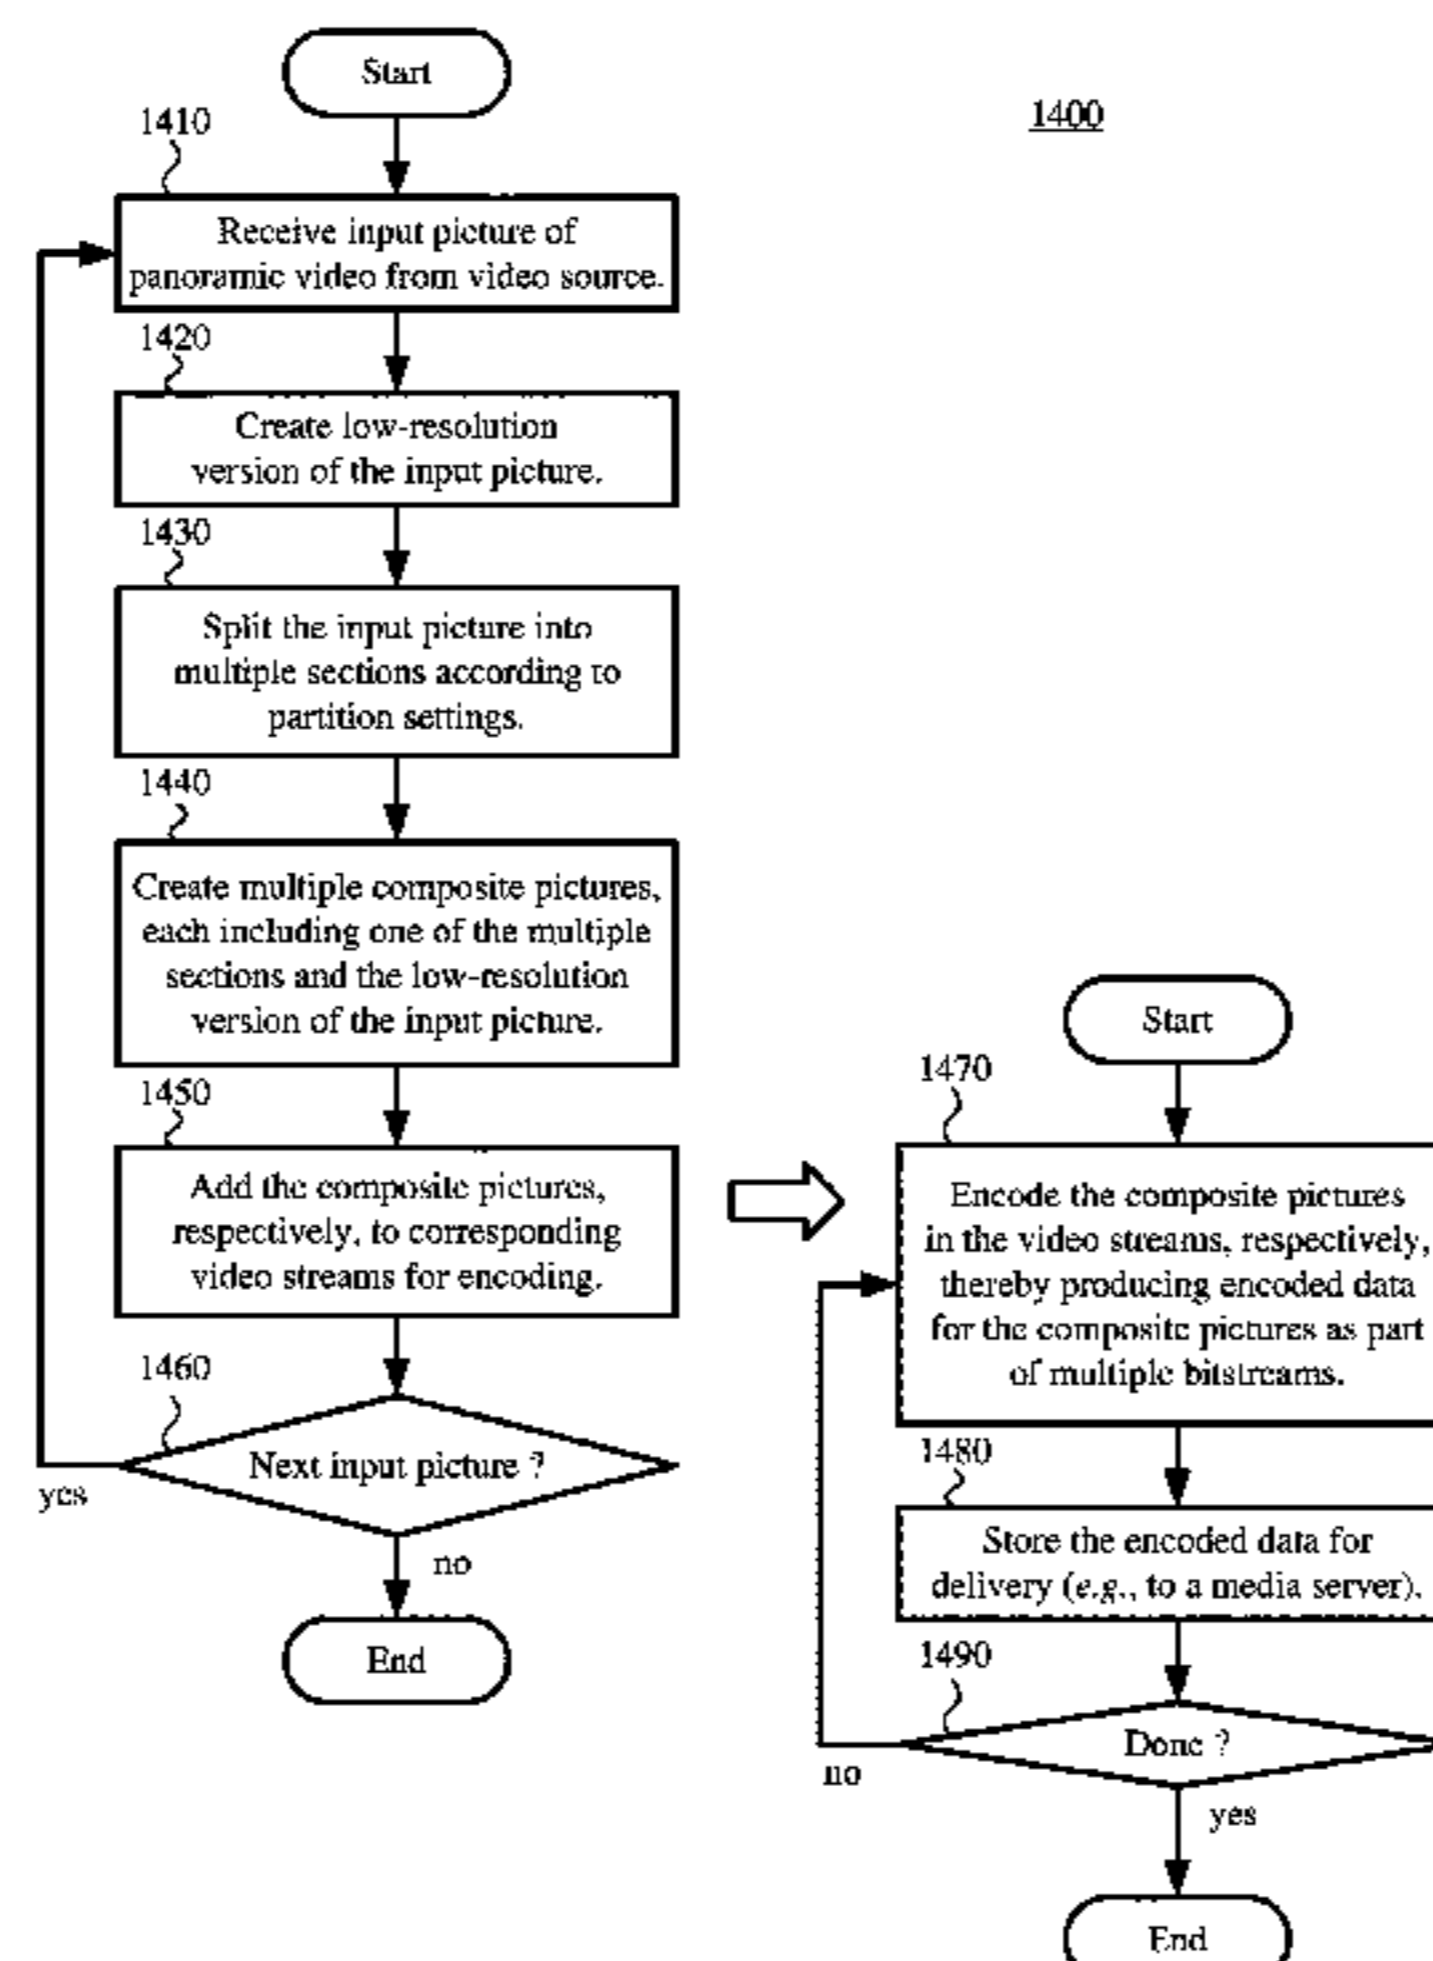 Start
1400
1410
Receive input picture of
panoramic video from video source.
1420
Create low-resolution
version of the input picture.
1430
Split the input picture into
multiple sections according to
partition settings.
1440
Create multiple composite pictures,
each including one of the multiple
sections and the low-resolution
version of the input picture.
1450
Add the composite pictures,
respectively, to corresponding
video streams for encoding.
1460
Next input picture ?
yes
no
End
Start
1470
Encode the composite pictures
in the video streams, respectively,
thereby producing encoded data
for the composite pictures as part
of multiple bitstreams.
1480
Store the encoded data for
delivery (e.g., to a media server).
1490
Done ?
no
yes
End